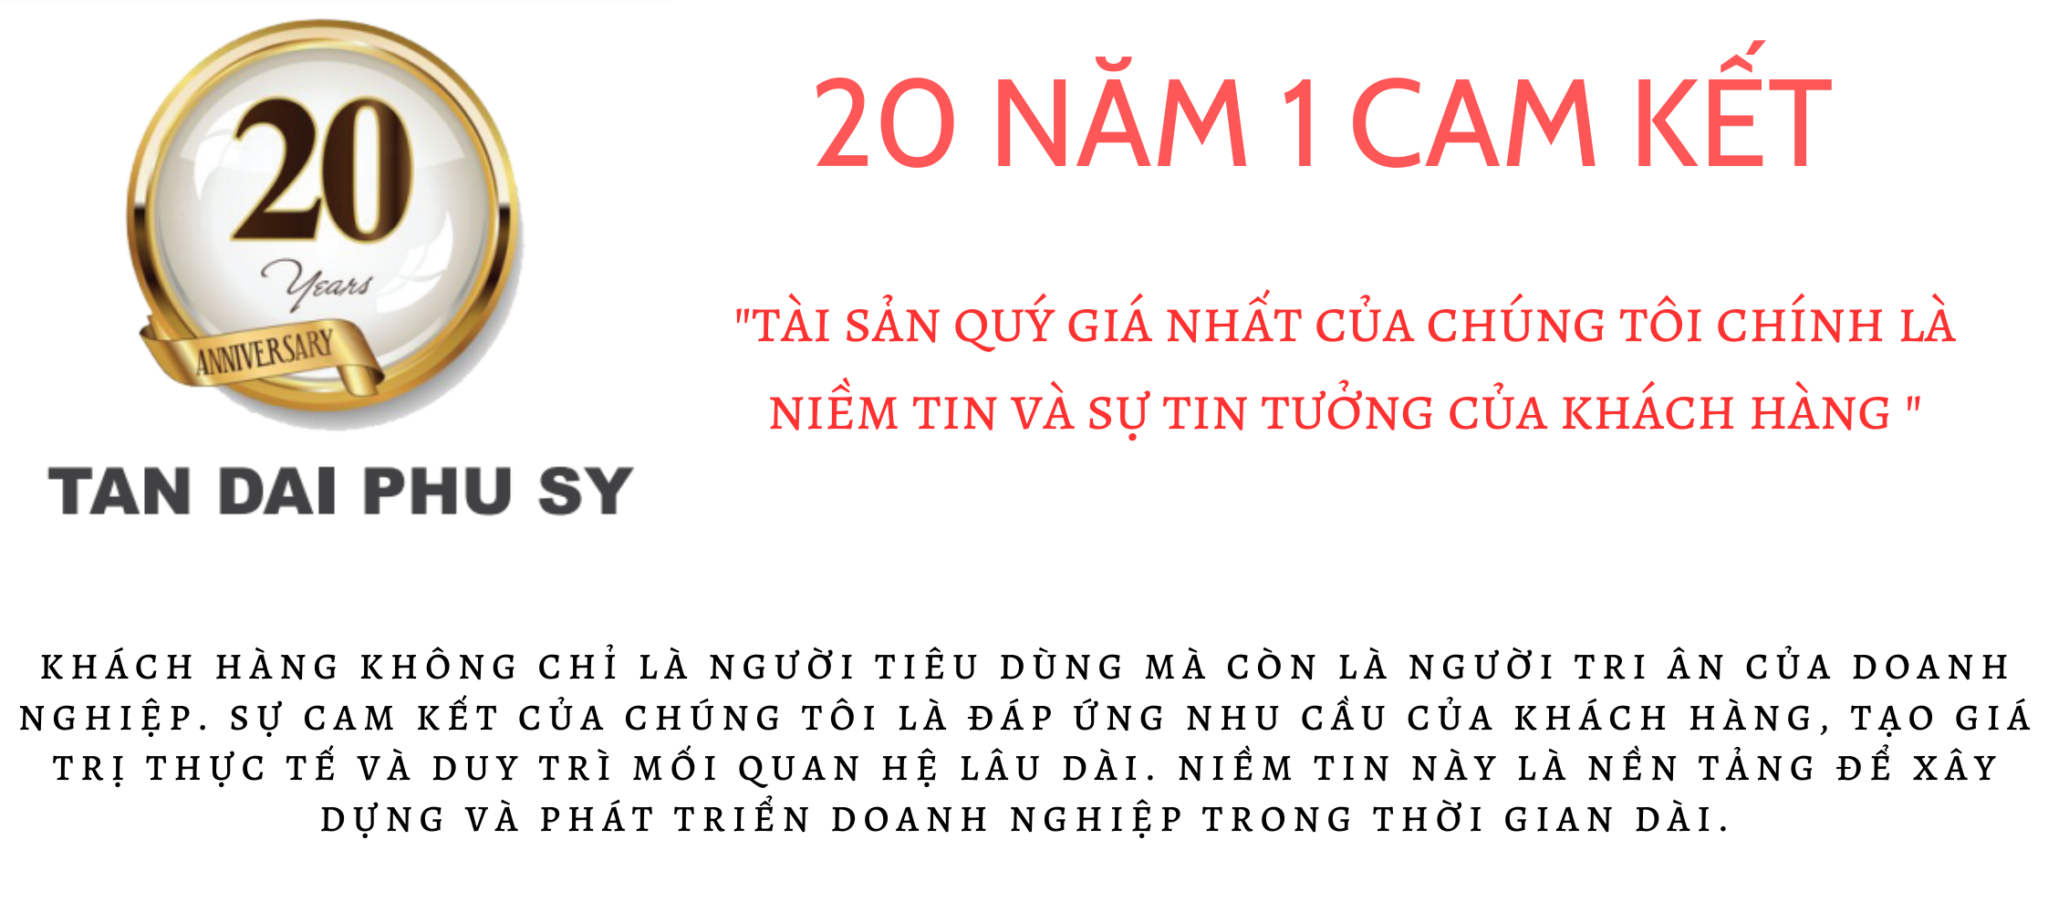 20
Years
ANNIVERSARY
TAN DAI PHU SY
20 NĂM 1 CAM KẾT
"TÀI SẢN QUÝ GIÁ NHẤT CỦA CHÚNG TÔI CHÍNH LÀ
NIỀM TIN VÀ SỰ TIN TƯỞNG CỦA KHÁCH HÀNG "
KHÁCH HÀNG KHÔNG CHỈ LÀ NGƯỜI TIÊU DÙNG MÀ CÒN LÀ NGƯỜI TRI ÂN CỦA DOANH
NGHIỆP. SỰ CAM KẾT CỦA CHÚNG TÔI LÀ ĐÁP ỨNG NHU CẦU CỦA KHÁCH HÀNG, TẠO GIÁ
TRỊ THỰC TẾ VÀ DUY TRÌ MỐI QUAN HỆ LÂU DÀI. NIỀM TIN NÀY LÀ NỀN TẢNG ĐỂ XÂY
DỰNG VÀ PHÁT TRIỂN DOANH NGHIỆP TRONG THỜI GIAN DÀI.